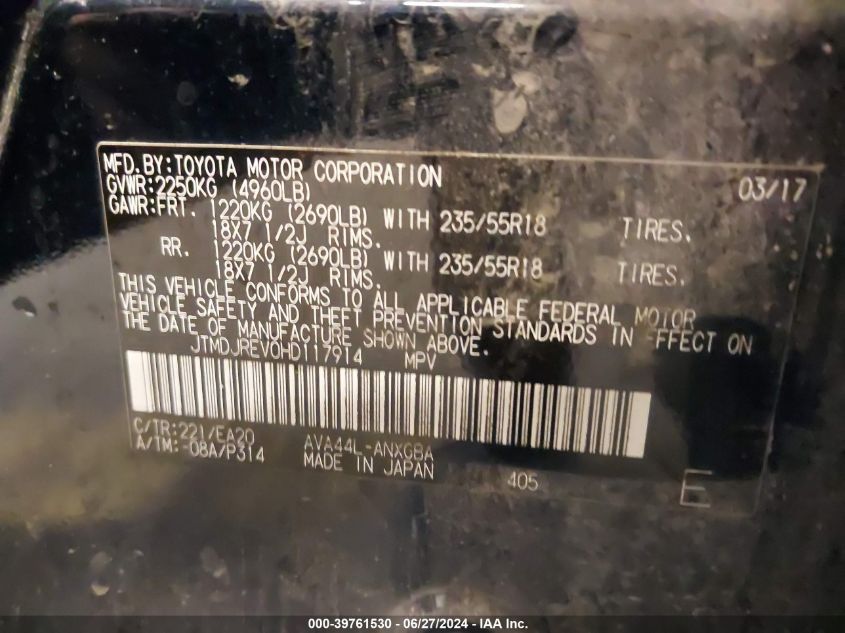 MFD.BY:TOYOTA MOTOR CORPORATION 03/17
GVWR:2250KG (4960LB)
GAWR:FRT. 1220KG (2690LB) WITH 235/55R18 TIRES.
18X7 1/2J RIMS.
RR. 1220KG (2690LB) WITH 235/55R18 TIRES.
18X7 1/2J RIMS.
THIS VEHICLE CONFORMS TO ALL APPLICABLE FEDERAL MOTOR
VEHICLE SAFETY AND THEFT PREVENTION STANDARDS IN EFFECT ON
THE DATE OF MANUFACTURE SHOWN ABOVE.
JTMDJREV0HD117914 MPV
C/TR:221/EA20 AVA44L-ANXGBA
A/TM:-08A/P314 MADE IN JAPAN 405 E
000-39761530 - 06/27/2024 - IAA Inc.